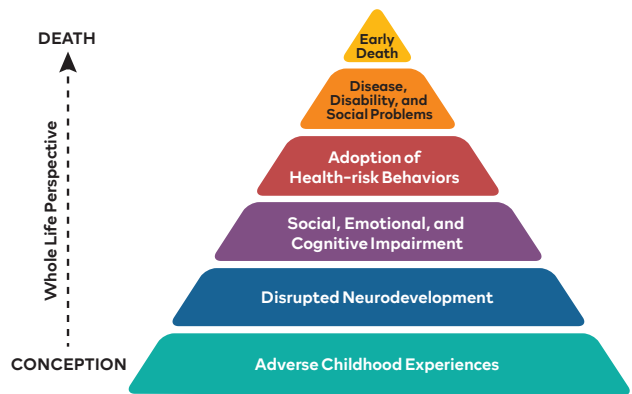 DEATH
Early
Death
Disease,
Disability, and
Social Problems
Adoption of
Health-risk Behaviors
Whole Life Perspective
Social, Emotional, and
Cognitive Impairment
Disrupted Neurodevelopment
CONCEPTION
Adverse Childhood Experiences